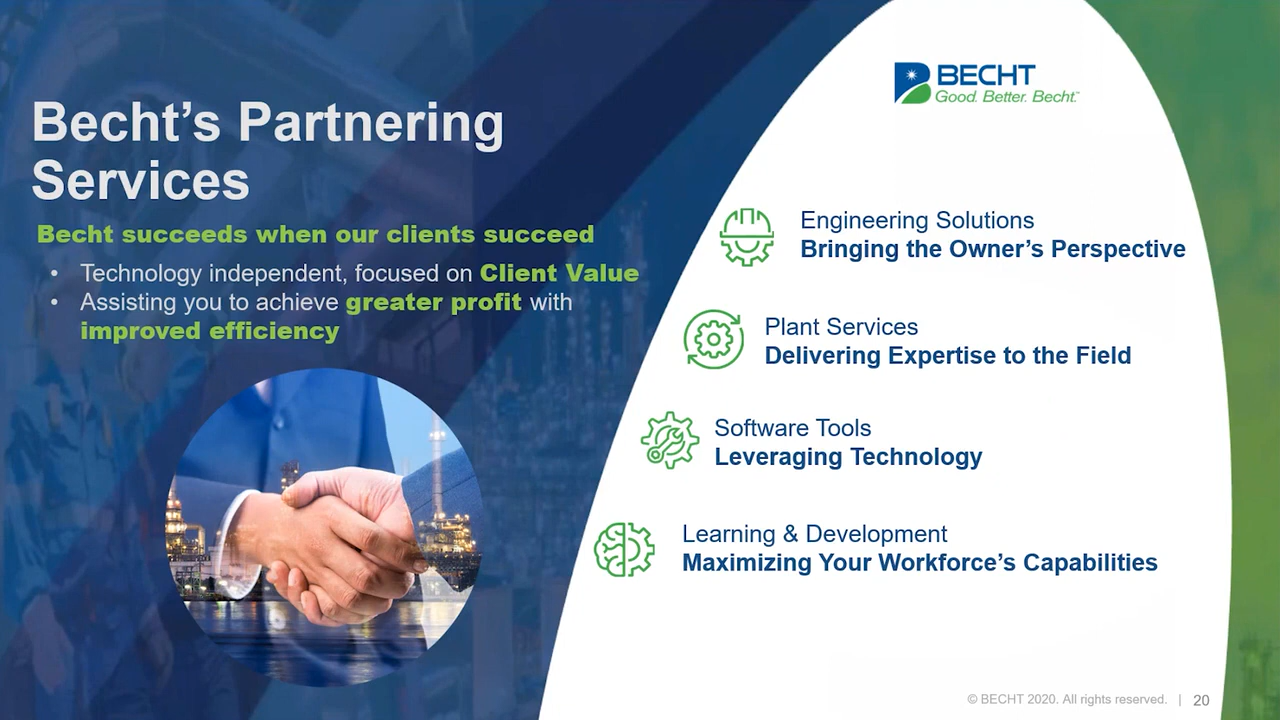 Becht’s Partnering
Services
Becht succeeds when our clients succeed
• Technology independent, focused on Client Value
• Assisting you to achieve greater profit with
improved efficiency
BECHT
Good. Better. Becht.™
Engineering Solutions
Bringing the Owner’s Perspective
Plant Services
Delivering Expertise to the Field
Software Tools
Leveraging Technology
Learning & Development
Maximizing Your Workforce’s Capabilities
© BECHT 2020. All rights reserved. | 20